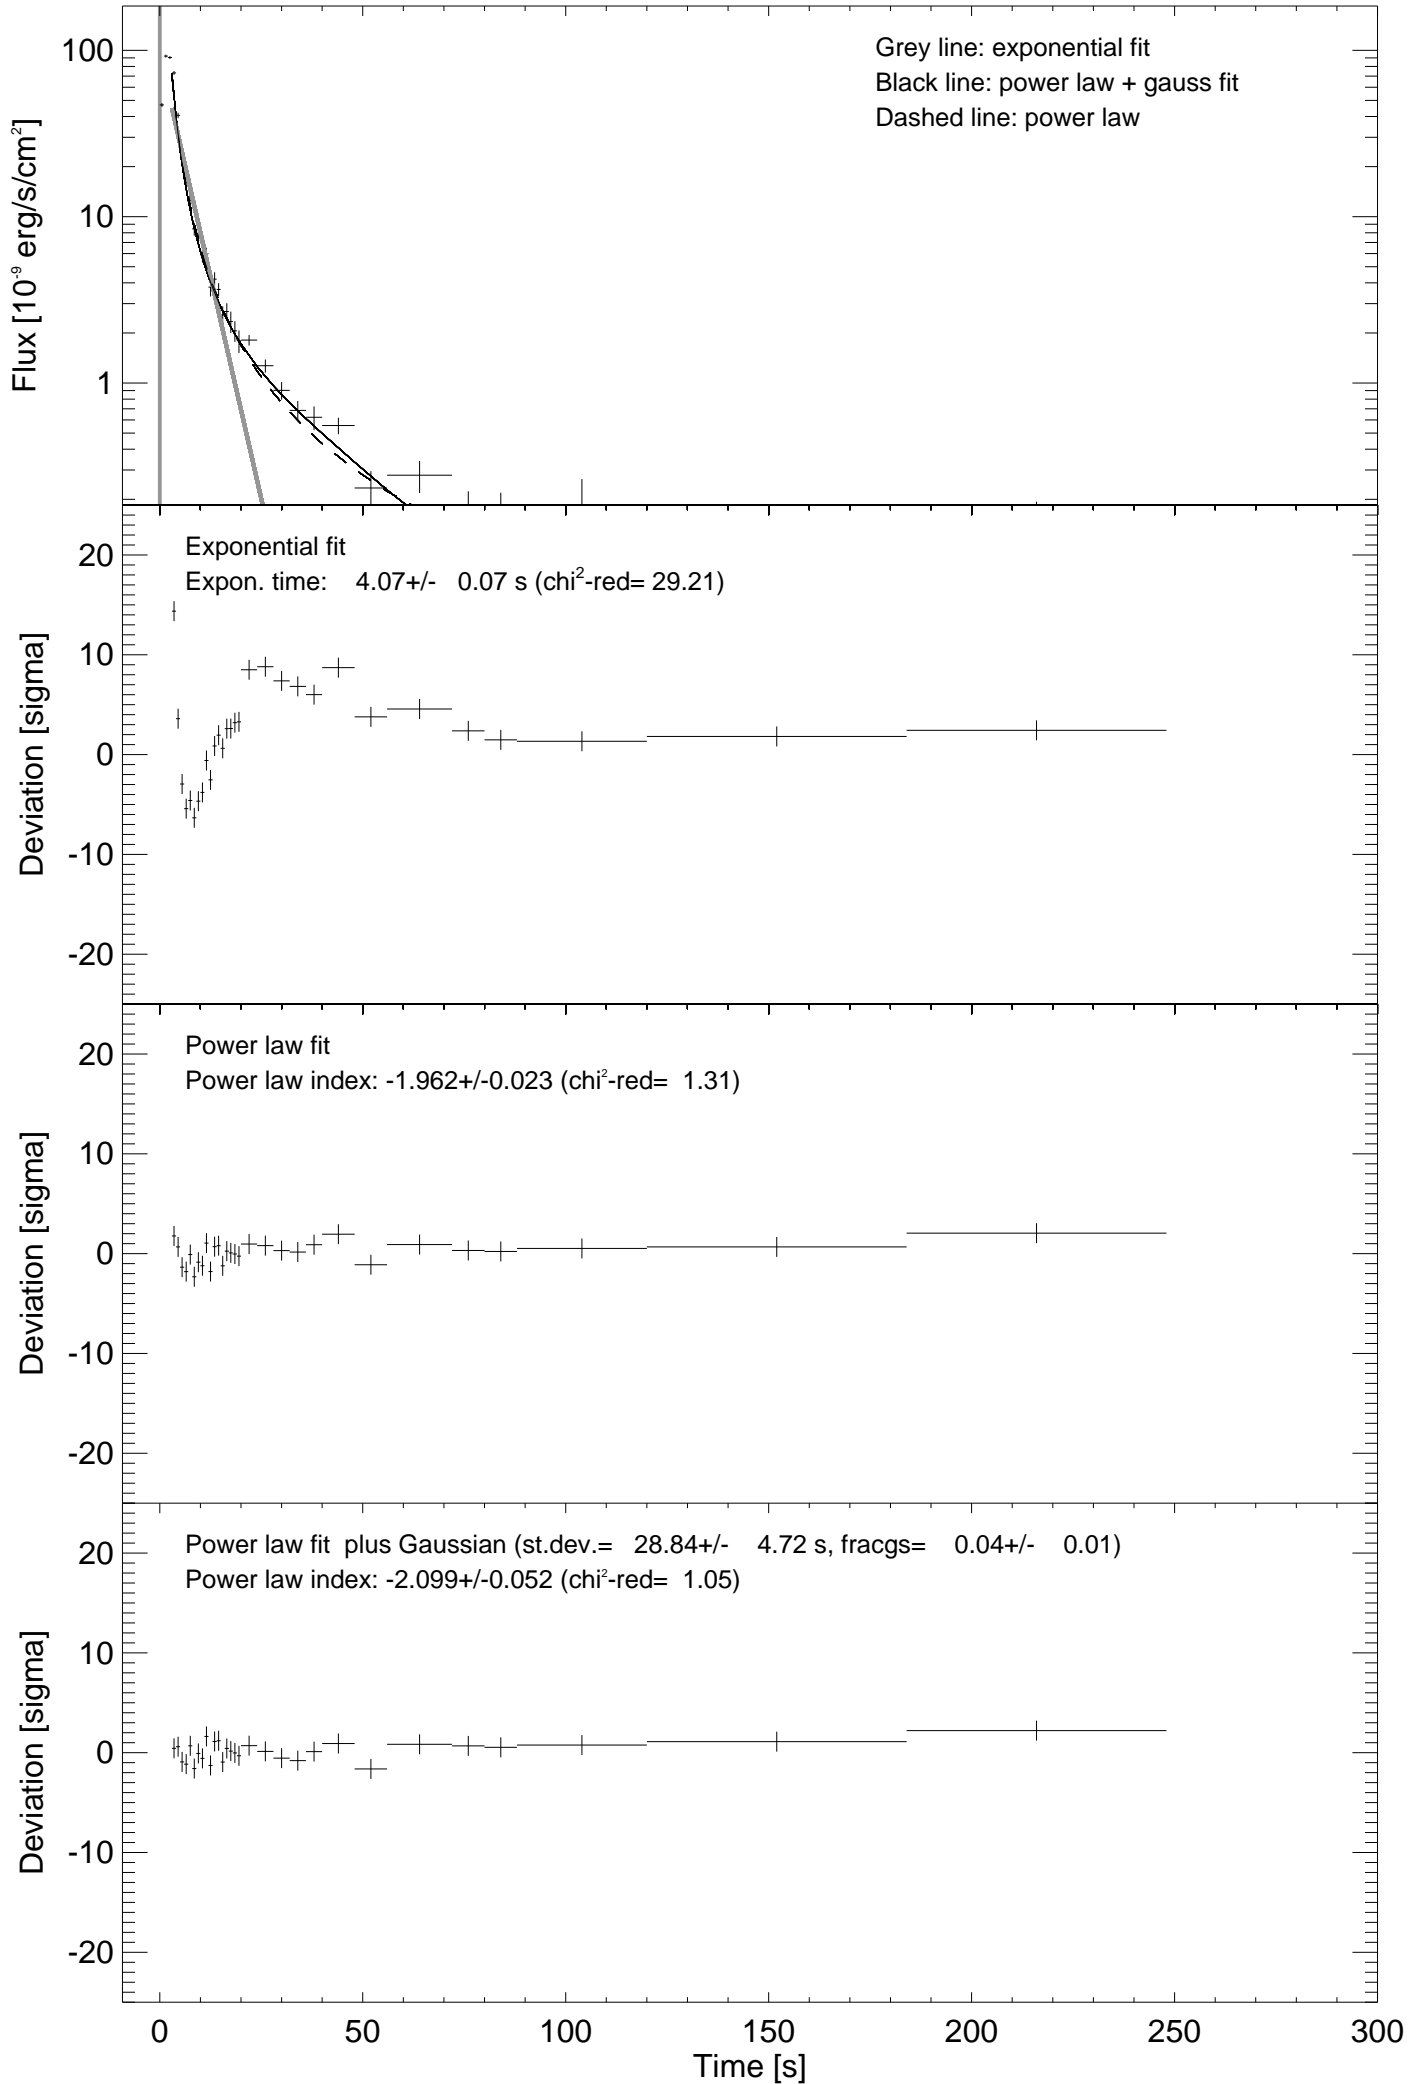 Grey line: exponential fit
Black line: power law + gauss fit
Dashed line: power law
100
10
1
Flux [10⁻⁹ erg/s/cm²]
Exponential fit
Expon. time: 4.07+/- 0.07 s (chi²-red= 29.21)
20
10
0
-10
-20
Deviation [sigma]
Power law fit
Power law index: -1.962+/-0.023 (chi²-red= 1.31)
20
10
0
-10
-20
Deviation [sigma]
Power law fit plus Gaussian (st.dev.= 28.84+/- 4.72 s, fracgs= 0.04+/- 0.01)
Power law index: -2.099+/-0.052 (chi²-red= 1.05)
20
10
0
-10
-20
Deviation [sigma]
0 50 100 150 200 250 300
Time [s]